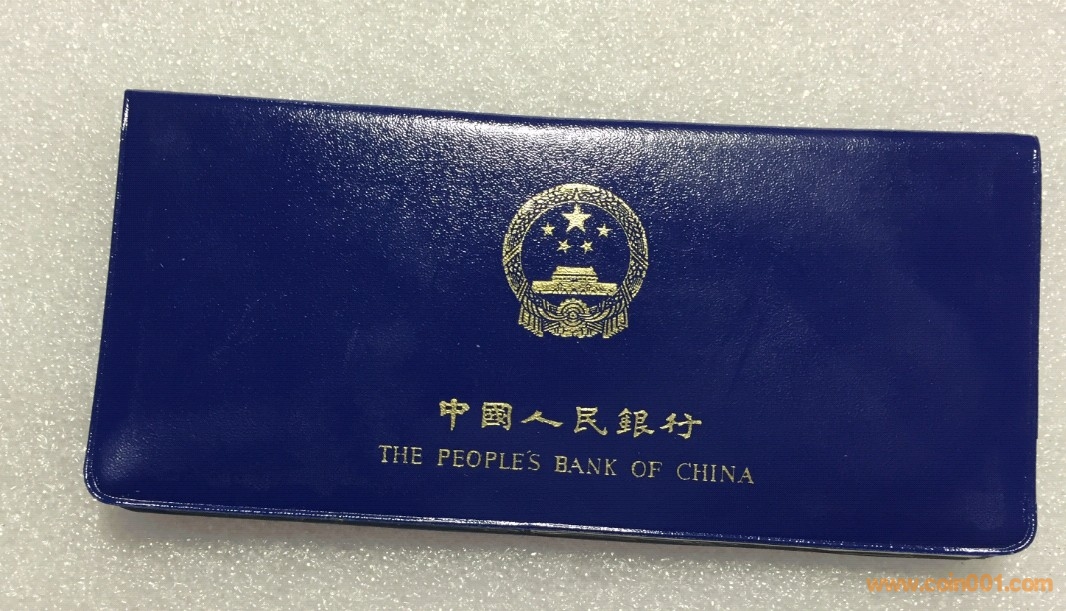 中國人民銀行
THE PEOPLE'S BANK OF CHINA
www.coin001.com